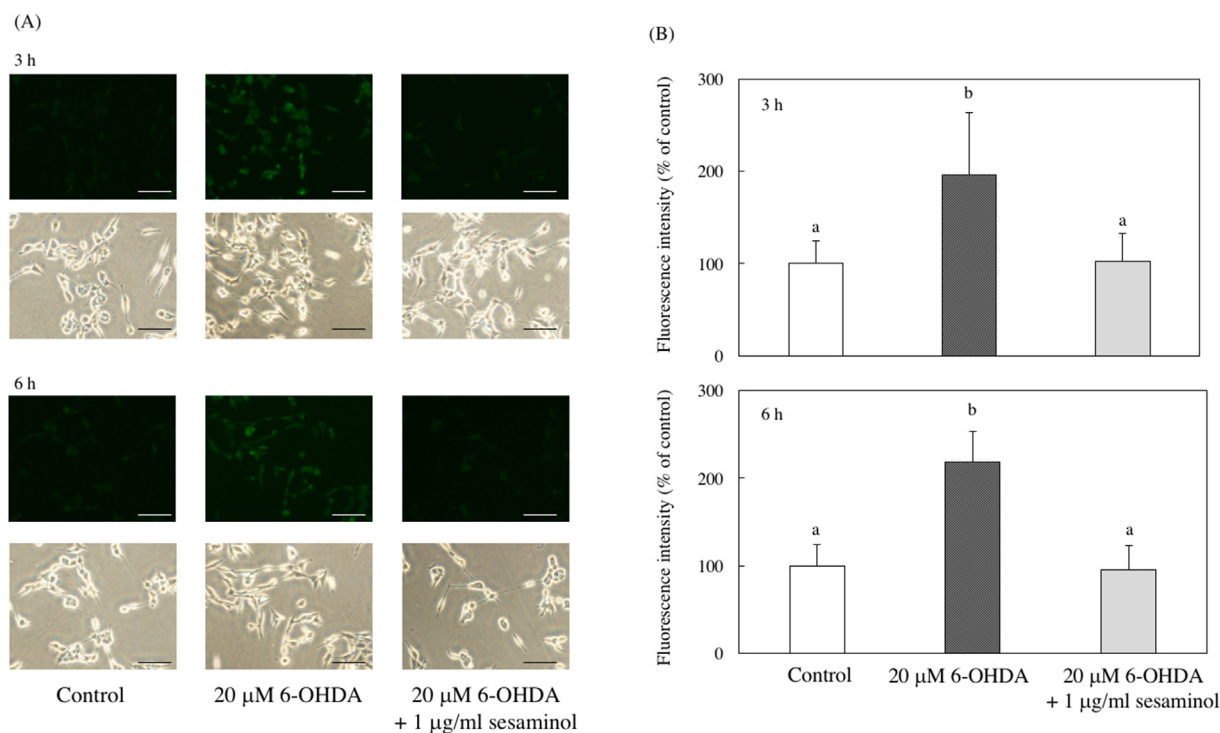 (A)
3 h
6 h
Control
20 μM 6-OHDA
20 μM 6-OHDA
+ 1 μg/ml sesaminol
(B)
Fluorescence intensity (% of control)
300
200
100
0
3 h
a
b
a
Fluorescence intensity (% of control)
300
200
100
0
6 h
a
b
a
Control
20 μM 6-OHDA
20 μM 6-OHDA
+ 1 μg/ml sesaminol